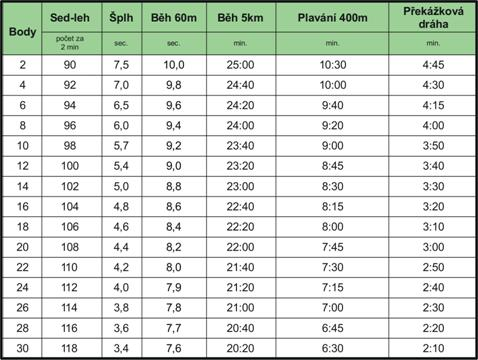 Body Sed-leh Šplh Běh 60m Běh 5km Plavání 400m Překážková dráha
počet za 2 min sec. sec. min. min. min.
2 90 7,5 10,0 25:00 10:30 4:45
4 92 7,0 9,8 24:40 10:00 4:30
6 94 6,5 9,6 24:20 9:40 4:15
8 96 6,0 9,4 24:00 9:20 4:00
10 98 5,7 9,2 23:40 9:00 3:50
12 100 5,4 9,0 23:20 8:45 3:40
14 102 5,0 8,8 23:00 8:30 3:30
16 104 4,8 8,6 22:40 8:15 3:20
18 106 4,6 8,4 22:20 8:00 3:10
20 108 4,4 8,2 22:00 7:45 3:00
22 110 4,2 8,0 21:40 7:30 2:50
24 112 4,0 7,9 21:20 7:15 2:40
26 114 3,8 7,8 21:00 7:00 2:30
28 116 3,6 7,7 20:40 6:45 2:20
30 118 3,4 7,6 20:20 6:30 2:10